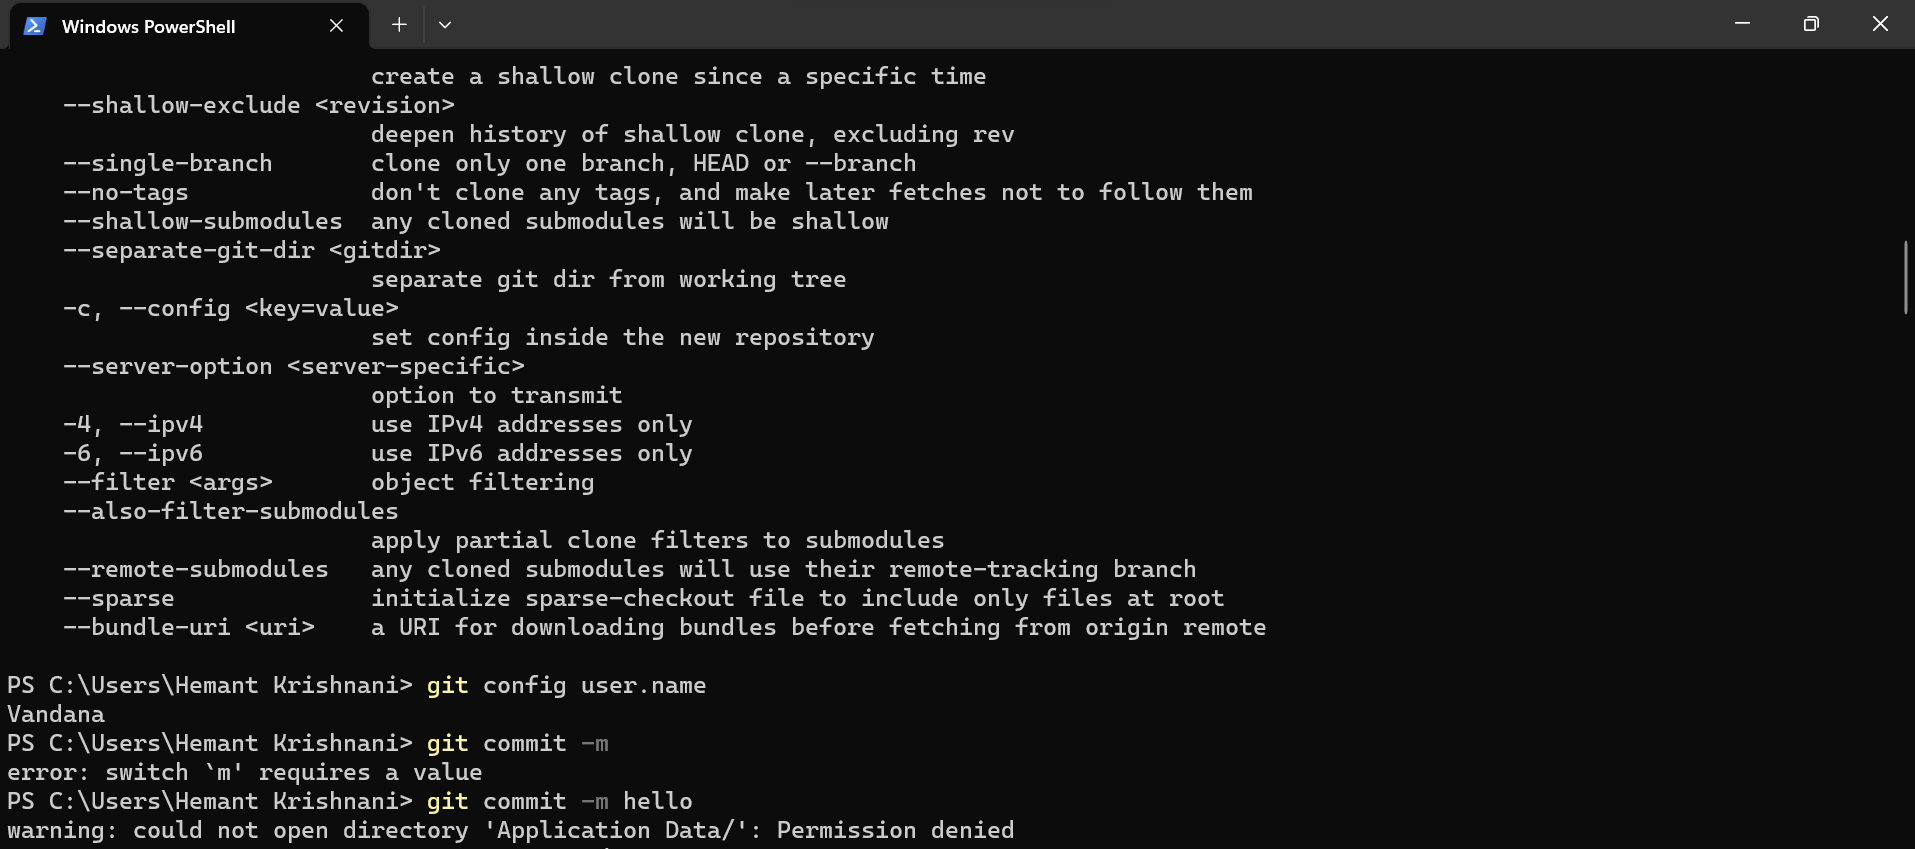 Windows PowerShell
create a shallow clone since a specific time
--shallow-exclude <revision>
deepen history of shallow clone, excluding rev
--single-branch       clone only one branch, HEAD or --branch
--no-tags             don't clone any tags, and make later fetches not to follow them
--shallow-submodules  any cloned submodules will be shallow
--separate-git-dir <gitdir>
separate git dir from working tree
-c, --config <key=value>
set config inside the new repository
--server-option <server-specific>
option to transmit
-4, --ipv4            use IPv4 addresses only
-6, --ipv6            use IPv6 addresses only
--filter <args>       object filtering
--also-filter-submodules
apply partial clone filters to submodules
--remote-submodules   any cloned submodules will use their remote-tracking branch
--sparse              initialize sparse-checkout file to include only files at root
--bundle-uri <uri>    a URI for downloading bundles before fetching from origin remote
PS C:\Users\Hemant Krishnani> git config user.name
Vandana
PS C:\Users\Hemant Krishnani> git commit -m
error: switch `m' requires a value
PS C:\Users\Hemant Krishnani> git commit -m hello
warning: could not open directory 'Application Data/': Permission denied